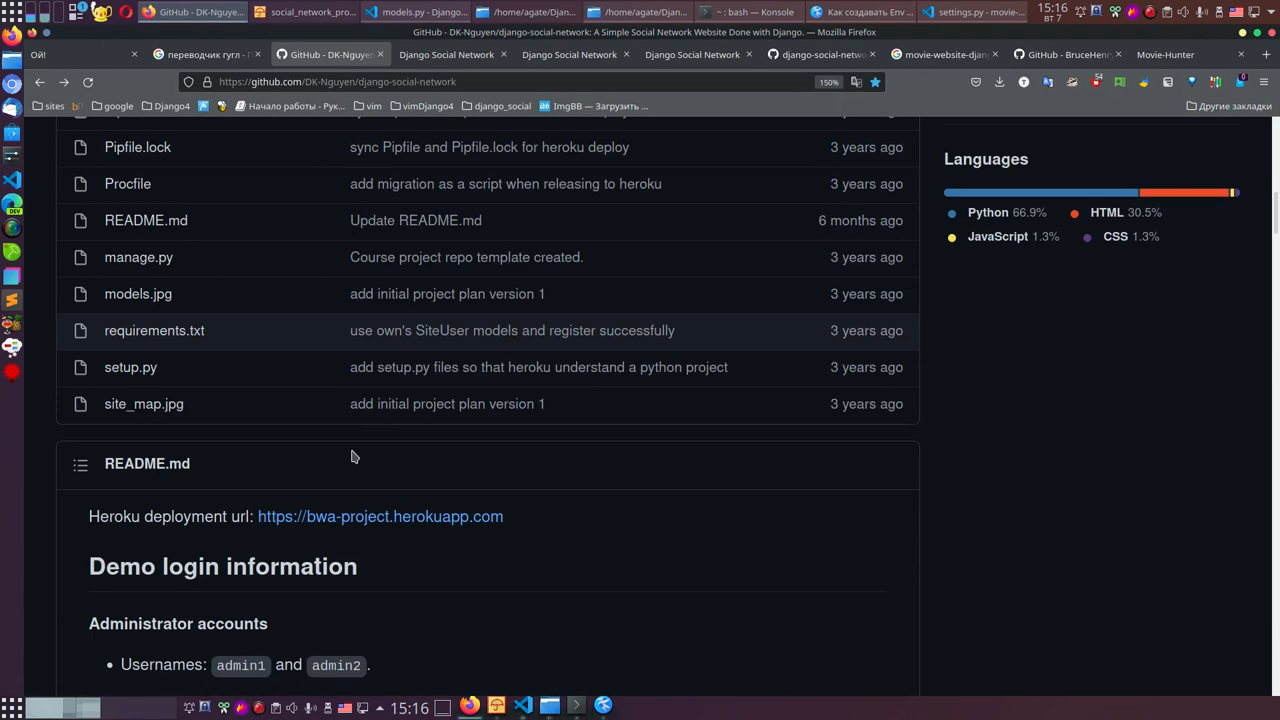 GitHub - DK-Nguye...
social_network_pro...
models.py - Django...
/home/agate/Djan...
/home/agate/Djan...
~ : bash — Konsole
Как создавать Env ...
settings.py - movie-...
15:16
ВТ 7
GitHub - DK-Nguyen/django-social-network: A Simple Social Network Website Done with Django. — Mozilla Firefox
Ой!
переводчик гугл - П
GitHub - DK-Nguyen/
Django Social Network
Django Social Network
Django Social Network
django-social-netwo
movie-website-djang
GitHub - BruceHenry
Movie-Hunter
https://github.com/DK-Nguyen/django-social-network
150%
54
0
sites
google
Django4
Начало работы - Рук...
vim
vimDjango4
django_social
ImgBB — Загрузить ...
Другие закладки
Pipfile.lock
sync Pipfile and Pipfile.lock for heroku deploy
3 years ago
Procfile
add migration as a script when releasing to heroku
3 years ago
README.md
Update README.md
6 months ago
manage.py
Course project repo template created.
3 years ago
models.jpg
add initial project plan version 1
3 years ago
requirements.txt
use own's SiteUser models and register successfully
3 years ago
setup.py
add setup.py files so that heroku understand a python project
3 years ago
site_map.jpg
add initial project plan version 1
3 years ago
Languages
Python 66.9%
HTML 30.5%
JavaScript 1.3%
CSS 1.3%
README.md
Heroku deployment url: https://bwa-project.herokuapp.com
Demo login information
Administrator accounts
Usernames: admin1 and admin2.
DEV
15:16